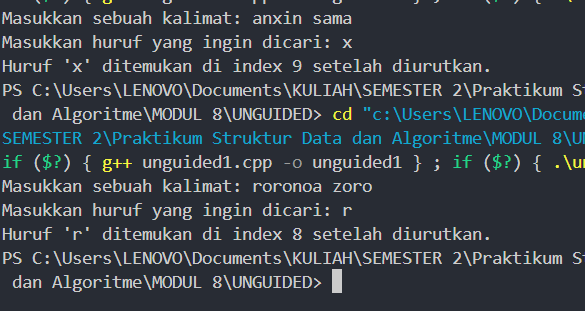 Masukkan sebuah kalimat: anxin sama
Masukkan huruf yang ingin dicari: x
Huruf 'x' ditemukan di index 9 setelah diurutkan.
PS C:\Users\LENOVO\Documents\KULIAH\SEMESTER 2\Praktikum St
dan Algoritme\MODUL 8\UNGUIDED> cd "c:\Users\LENOVO\Docume
SEMESTER 2\Praktikum Struktur Data dan Algoritme\MODUL 8\UN
if ($?) { g++ unguided1.cpp -o unguided1 } ; if ($?) { .\un
Masukkan sebuah kalimat: roronoa zoro
Masukkan huruf yang ingin dicari: r
Huruf 'r' ditemukan di index 8 setelah diurutkan.
PS C:\Users\LENOVO\Documents\KULIAH\SEMESTER 2\Praktikum St
dan Algoritme\MODUL 8\UNGUIDED>